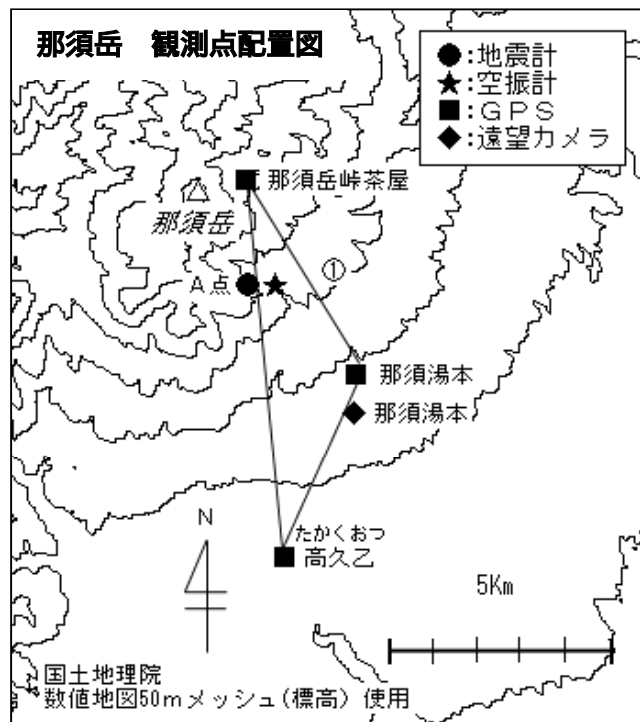 那須岳 観測点配置図
●:地震計
★:空振計
■:GPS
◆:遠望カメラ
那須岳峠茶屋
那須岳
①
A点
那須湯本
那須湯本
たかくおつ
高久乙
N
5Km
国土地理院
数値地図50mメッシュ(標高)使用